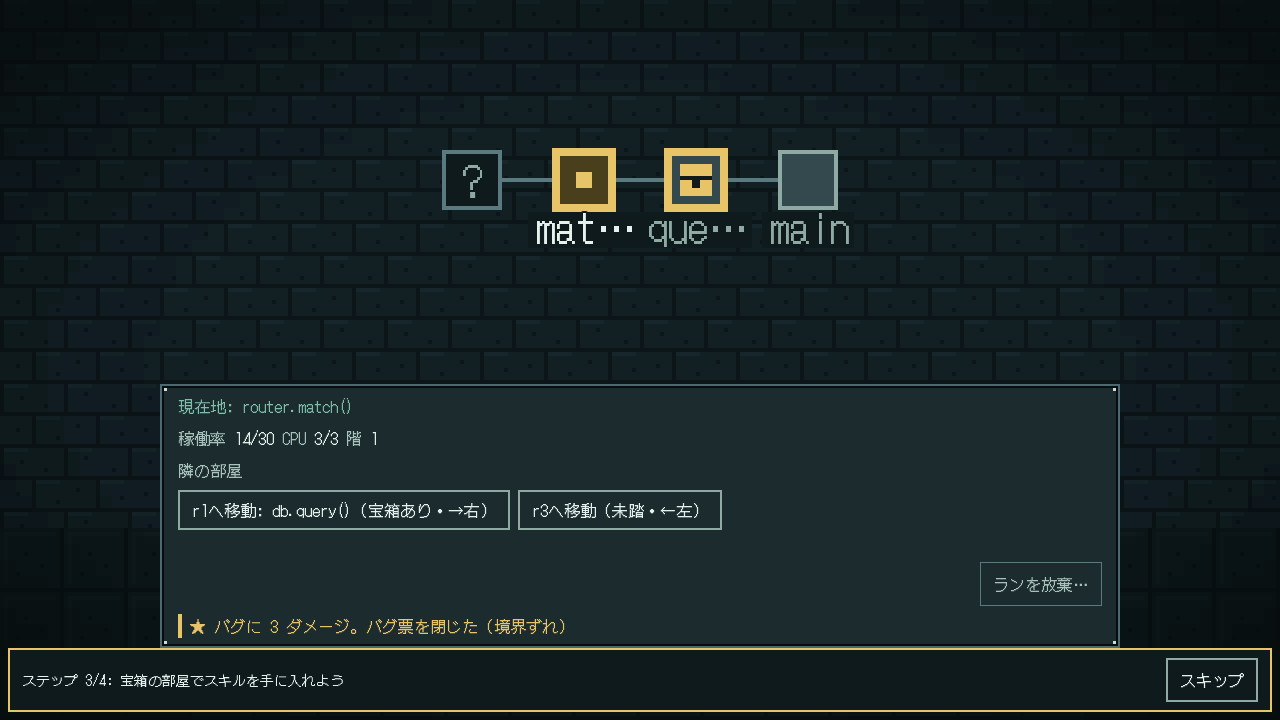 ?
mat… que… main
現在地: router.match()
稼働率 14/30 CPU 3/3 階 1
隣の部屋
r1へ移動: db.query() (宝箱あり・→右)
r3へ移動 (未踏・←左)
ランを放棄…
★ バグに 3 ダメージ。バグ票を閉じた (境界ずれ)
ステップ 3/4: 宝箱の部屋でスキルを手に入れよう
スキップ